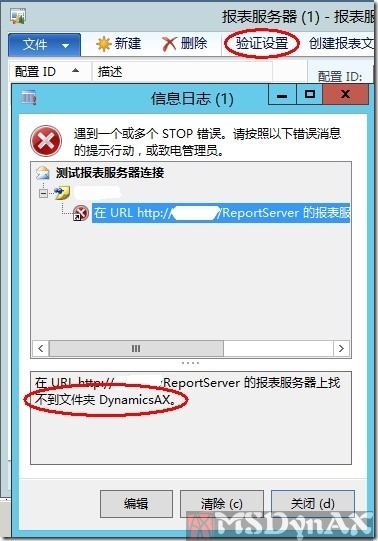 报表服务器 (1) - 报表服
文件
新建
删除
验证设置
创建报表文
配置 ID
描述
配置 ID:
信息日志 (1)
遇到一个或多个 STOP 错误。请按照以下错误消息
的提示行动，或致电管理员。
测试报表服务器连接
在 URL http:// /ReportServer 的报表服
在 URL http:// /ReportServer 的报表服务器上找
不到文件夹 DynamicsAX。
编辑
清除 (c)
关闭 (d)
MSDynAX